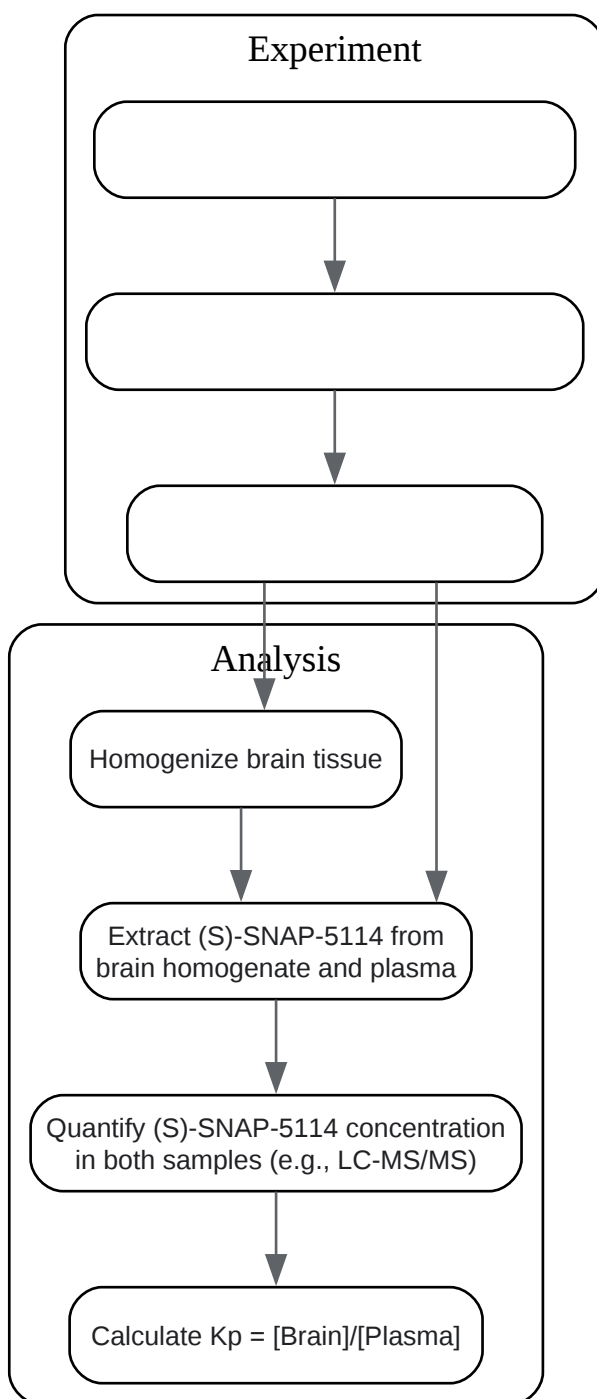 Experiment
Analysis
Homogenize brain tissue
Extract (S)-SNAP-5114 from
brain homogenate and plasma
Quantify (S)-SNAP-5114 concentration
in both samples (e.g., LC-MS/MS)
Calculate Kp = [Brain]/[Plasma]